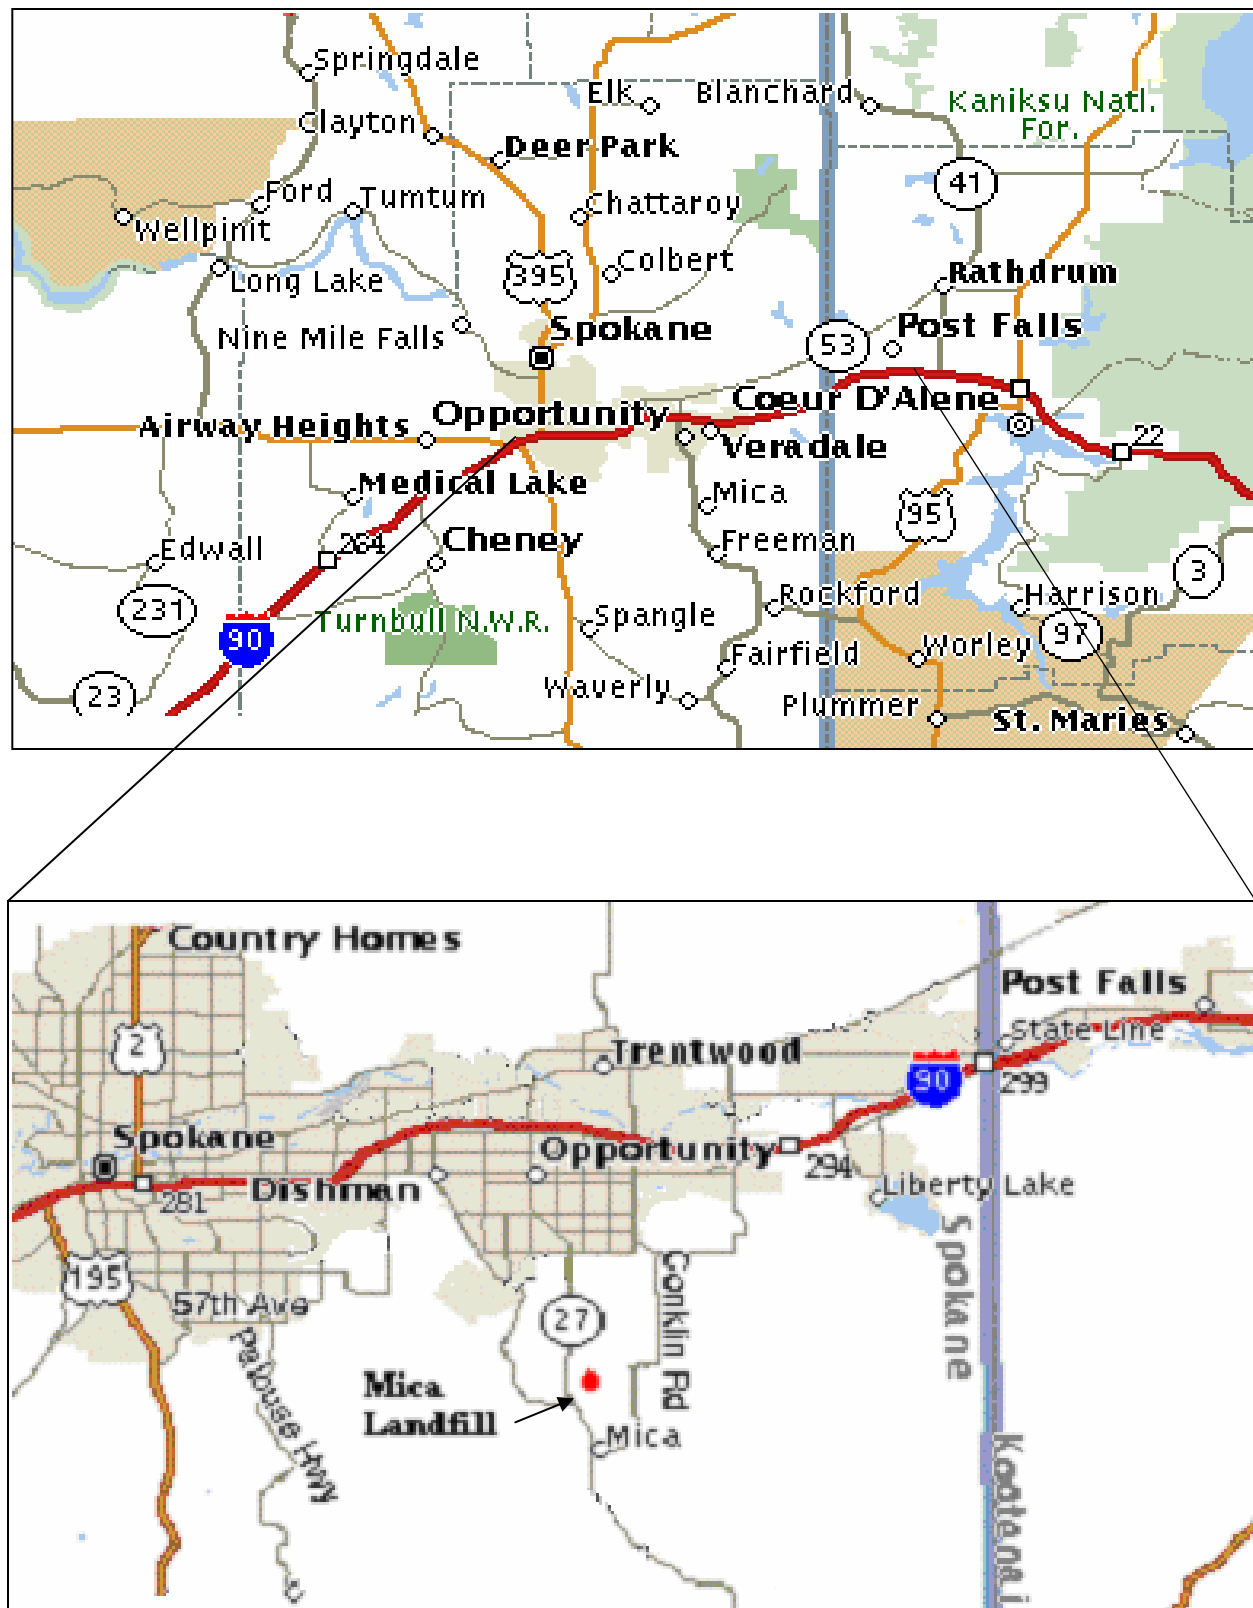 Springdale
Elk
Blanchard
Kaniksu Natl.
For.
Clayton
Deer Park
41
Ford
Tumtum
Chattaroy
Wellpinit
395
Colbert
Rathdrum
Long Lake
Nine Mile Falls
Spokane
53
Post Falls
Opportunity
Coeur D'Alene
Airway Heights
Veradale
22
Medical Lake
Mica
95
Edwall
264
Cheney
Freeman
3
231
Rockford
Harrison
90
Turnbull N.W.R.
Spangle
97
Fairfield
Worley
23
Waverly
Plummer
St. Maries
Country Homes
Post Falls
2
Trentwood
State Line
90
299
Spokane
Opportunity
294
281
Dishman
Liberty Lake
195
57th Ave
27
Conklin Rd
Spokane
Palouse Hwy
Mica
Landfill
Mica
Kootenai